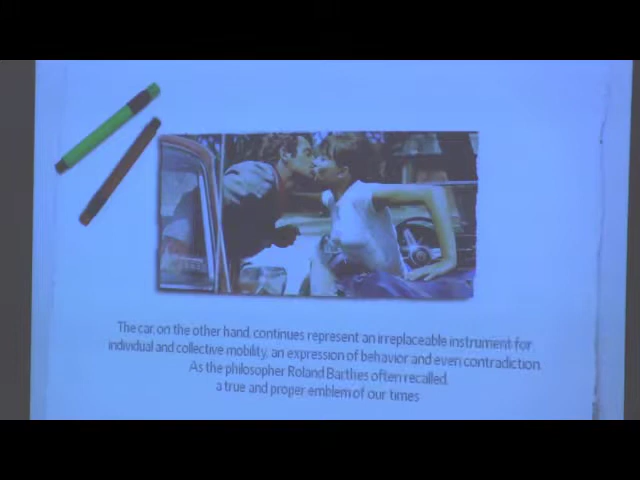 The car, on the other hand, continues represent an irreplaceable instrument for
individual and collective mobility, an expression of behavior and even contradiction.
As the philosopher Roland Barthes often recalled,
a true and proper emblem of our times